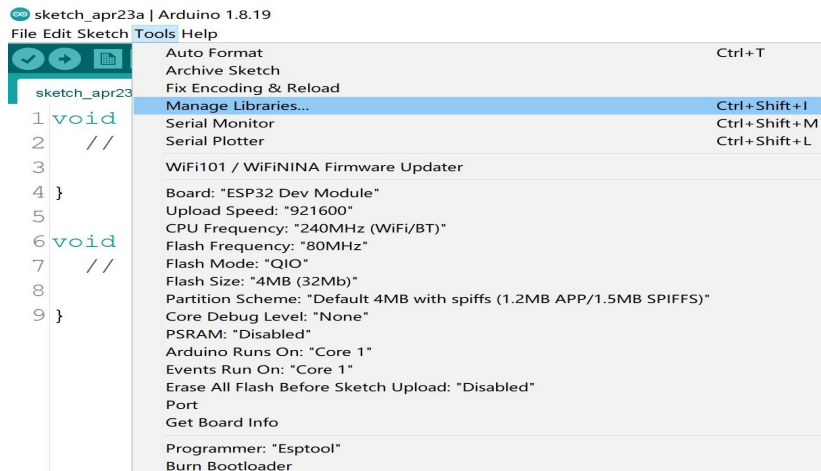 sketch_apr23a | Arduino 1.8.19
File Edit Sketch Tools Help
Auto Format Ctrl+T
Archive Sketch
sketch_apr23
Fix Encoding & Reload
Manage Libraries... Ctrl+Shift+I
Serial Monitor Ctrl+Shift+M
Serial Plotter Ctrl+Shift+L
WiFi101 / WiFiNINA Firmware Updater
Board: "ESP32 Dev Module"
Upload Speed: "921600"
CPU Frequency: "240MHz (WiFi/BT)"
Flash Frequency: "80MHz"
Flash Mode: "QIO"
Flash Size: "4MB (32Mb)"
Partition Scheme: "Default 4MB with spiffs (1.2MB APP/1.5MB SPIFFS)"
Core Debug Level: "None"
PSRAM: "Disabled"
Arduino Runs On: "Core 1"
Events Run On: "Core 1"
Erase All Flash Before Sketch Upload: "Disabled"
Port
Get Board Info
Programmer: "Esptool"
Burn Bootloader
1 void
2 //
3
4 }
5
6 void
7 //
8
9 }